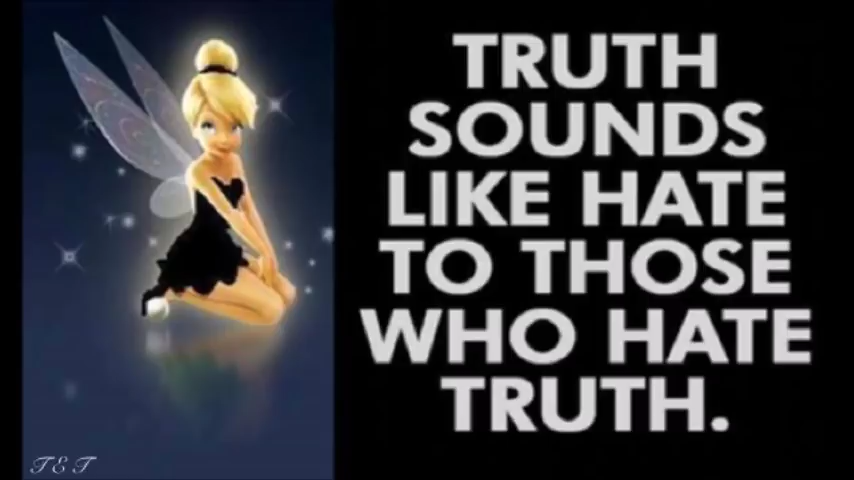 TRUTH
SOUNDS
LIKE HATE
TO THOSE
WHO HATE
TRUTH.
T&T